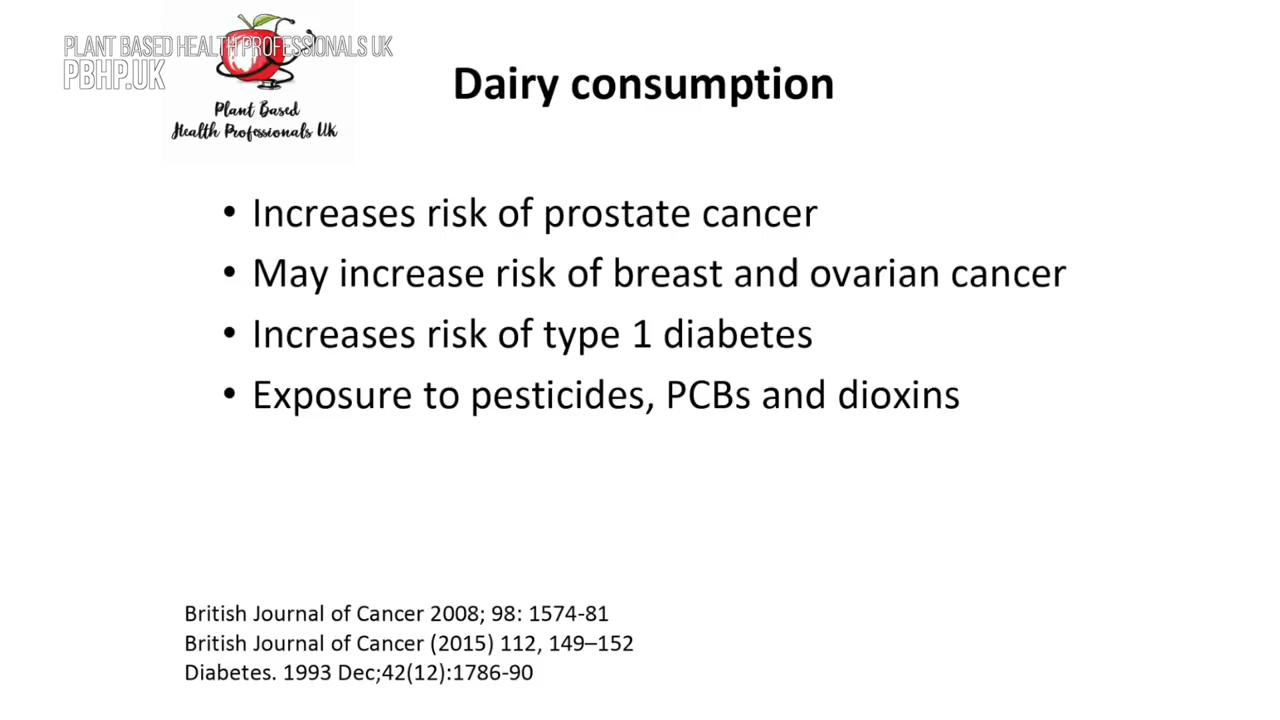 PLANT BASED HEALTH PROFESSIONALS UK
PBHP.UK
Plant Based
Health Professionals UK
Dairy consumption
• Increases risk of prostate cancer
• May increase risk of breast and ovarian cancer
• Increases risk of type 1 diabetes
• Exposure to pesticides, PCBs and dioxins
British Journal of Cancer 2008; 98: 1574-81
British Journal of Cancer (2015) 112, 149–152
Diabetes. 1993 Dec;42(12):1786-90